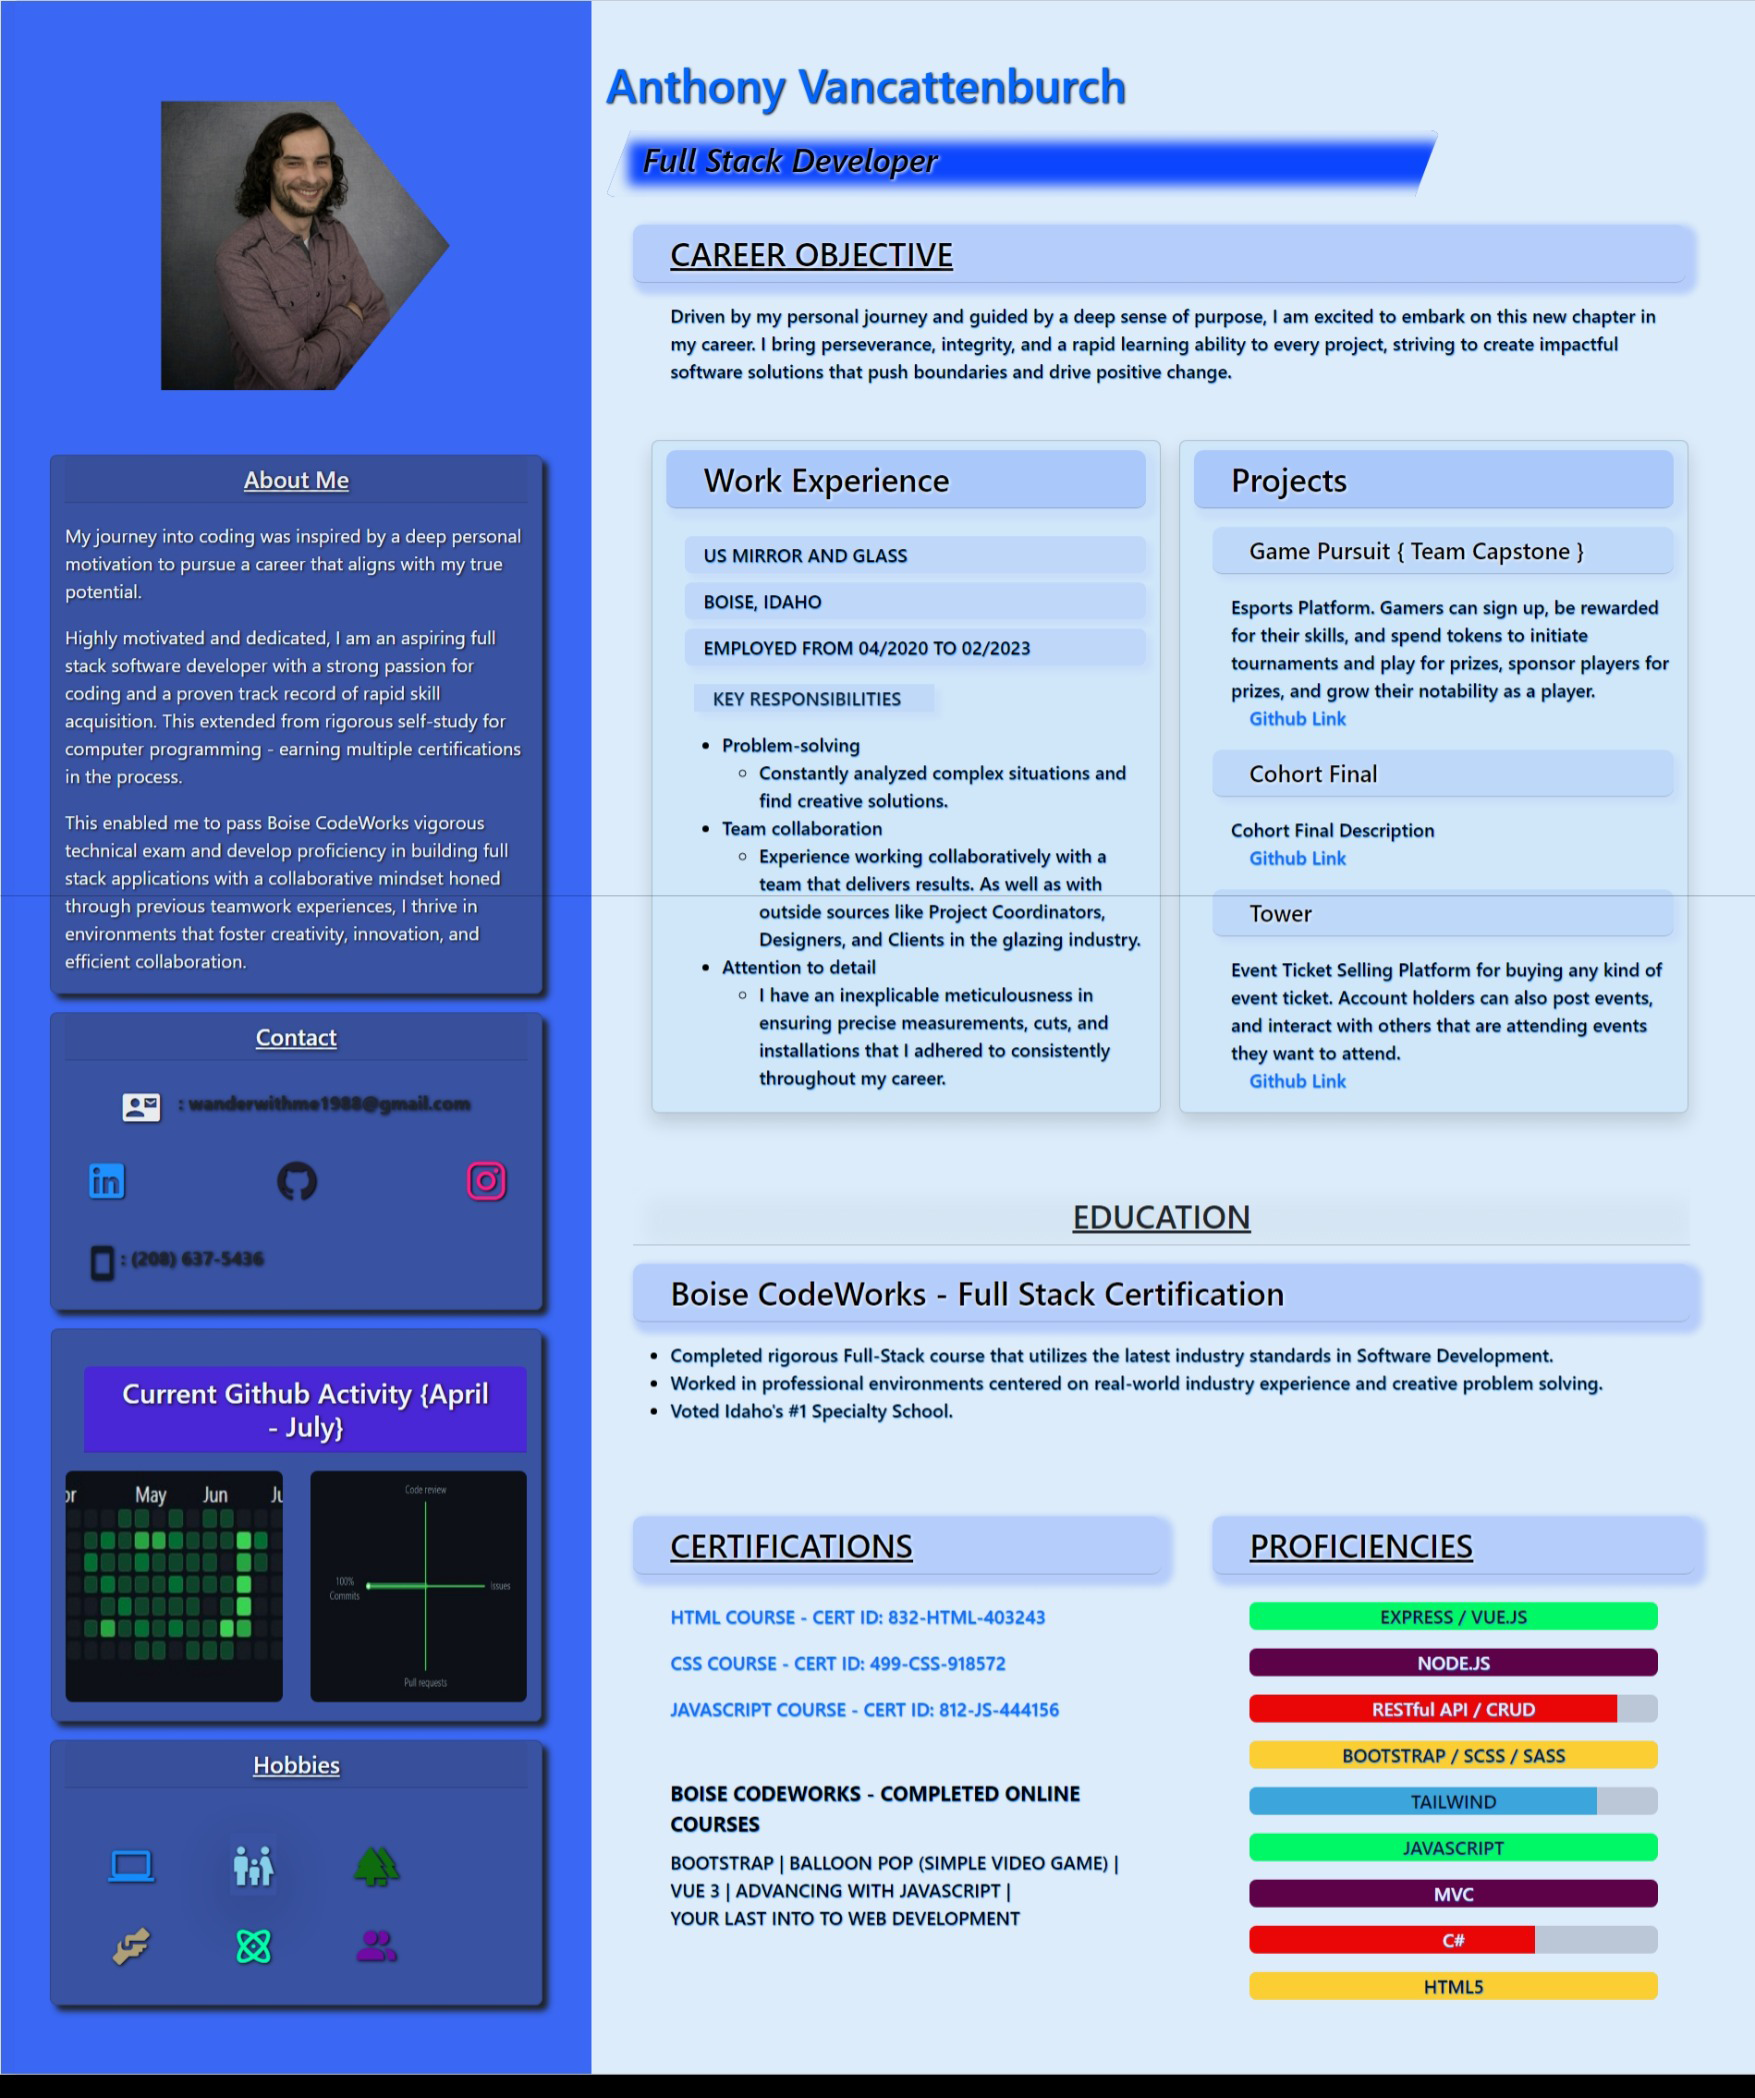 Anthony Vancattenburch
Full Stack Developer
CAREER OBJECTIVE
Driven by my personal journey and guided by a deep sense of purpose, I am excited to embark on this new chapter in
my career. I bring perseverance, integrity, and a rapid learning ability to every project, striving to create impactful
software solutions that push boundaries and drive positive change.
About Me
My journey into coding was inspired by a deep personal
motivation to pursue a career that aligns with my true
potential.
Highly motivated and dedicated, I am an aspiring full
stack software developer with a strong passion for
coding and a proven track record of rapid skill
acquisition. This extended from rigorous self-study for
computer programming - earning multiple certifications
in the process.
This enabled me to pass Boise CodeWorks vigorous
technical exam and develop proficiency in building full
stack applications with a collaborative mindset honed
through previous teamwork experiences, I thrive in
environments that foster creativity, innovation, and
efficient collaboration.
Contact
: wanderwithme1988@gmail.com
in
: (208) 637-5436
Current Github Activity {April
- July}
pr May Jun Ju
Code review
100%
Commits
Issues
Pull requests
Hobbies
Work Experience
US MIRROR AND GLASS
BOISE, IDAHO
EMPLOYED FROM 04/2020 TO 02/2023
KEY RESPONSIBILITIES
• Problem-solving
◦ Constantly analyzed complex situations and
find creative solutions.
• Team collaboration
◦ Experience working collaboratively with a
team that delivers results. As well as with
outside sources like Project Coordinators,
Designers, and Clients in the glazing industry.
• Attention to detail
◦ I have an inexplicable meticulousness in
ensuring precise measurements, cuts, and
installations that I adhered to consistently
throughout my career.
Projects
Game Pursuit { Team Capstone }
Esports Platform. Gamers can sign up, be rewarded
for their skills, and spend tokens to initiate
tournaments and play for prizes, sponsor players for
prizes, and grow their notability as a player.
Github Link
Cohort Final
Cohort Final Description
Github Link
Tower
Event Ticket Selling Platform for buying any kind of
event ticket. Account holders can also post events,
and interact with others that are attending events
they want to attend.
Github Link
EDUCATION
Boise CodeWorks - Full Stack Certification
• Completed rigorous Full-Stack course that utilizes the latest industry standards in Software Development.
• Worked in professional environments centered on real-world industry experience and creative problem solving.
• Voted Idaho's #1 Specialty School.
CERTIFICATIONS
HTML COURSE - CERT ID: 832-HTML-403243
CSS COURSE - CERT ID: 499-CSS-918572
JAVASCRIPT COURSE - CERT ID: 812-JS-444156
BOISE CODEWORKS - COMPLETED ONLINE
COURSES
BOOTSTRAP | BALLOON POP (SIMPLE VIDEO GAME) |
VUE 3 | ADVANCING WITH JAVASCRIPT |
YOUR LAST INTO TO WEB DEVELOPMENT
PROFICIENCIES
EXPRESS / VUE.JS
NODE.JS
RESTful API / CRUD
BOOTSTRAP / SCSS / SASS
TAILWIND
JAVASCRIPT
MVC
C#
HTML5